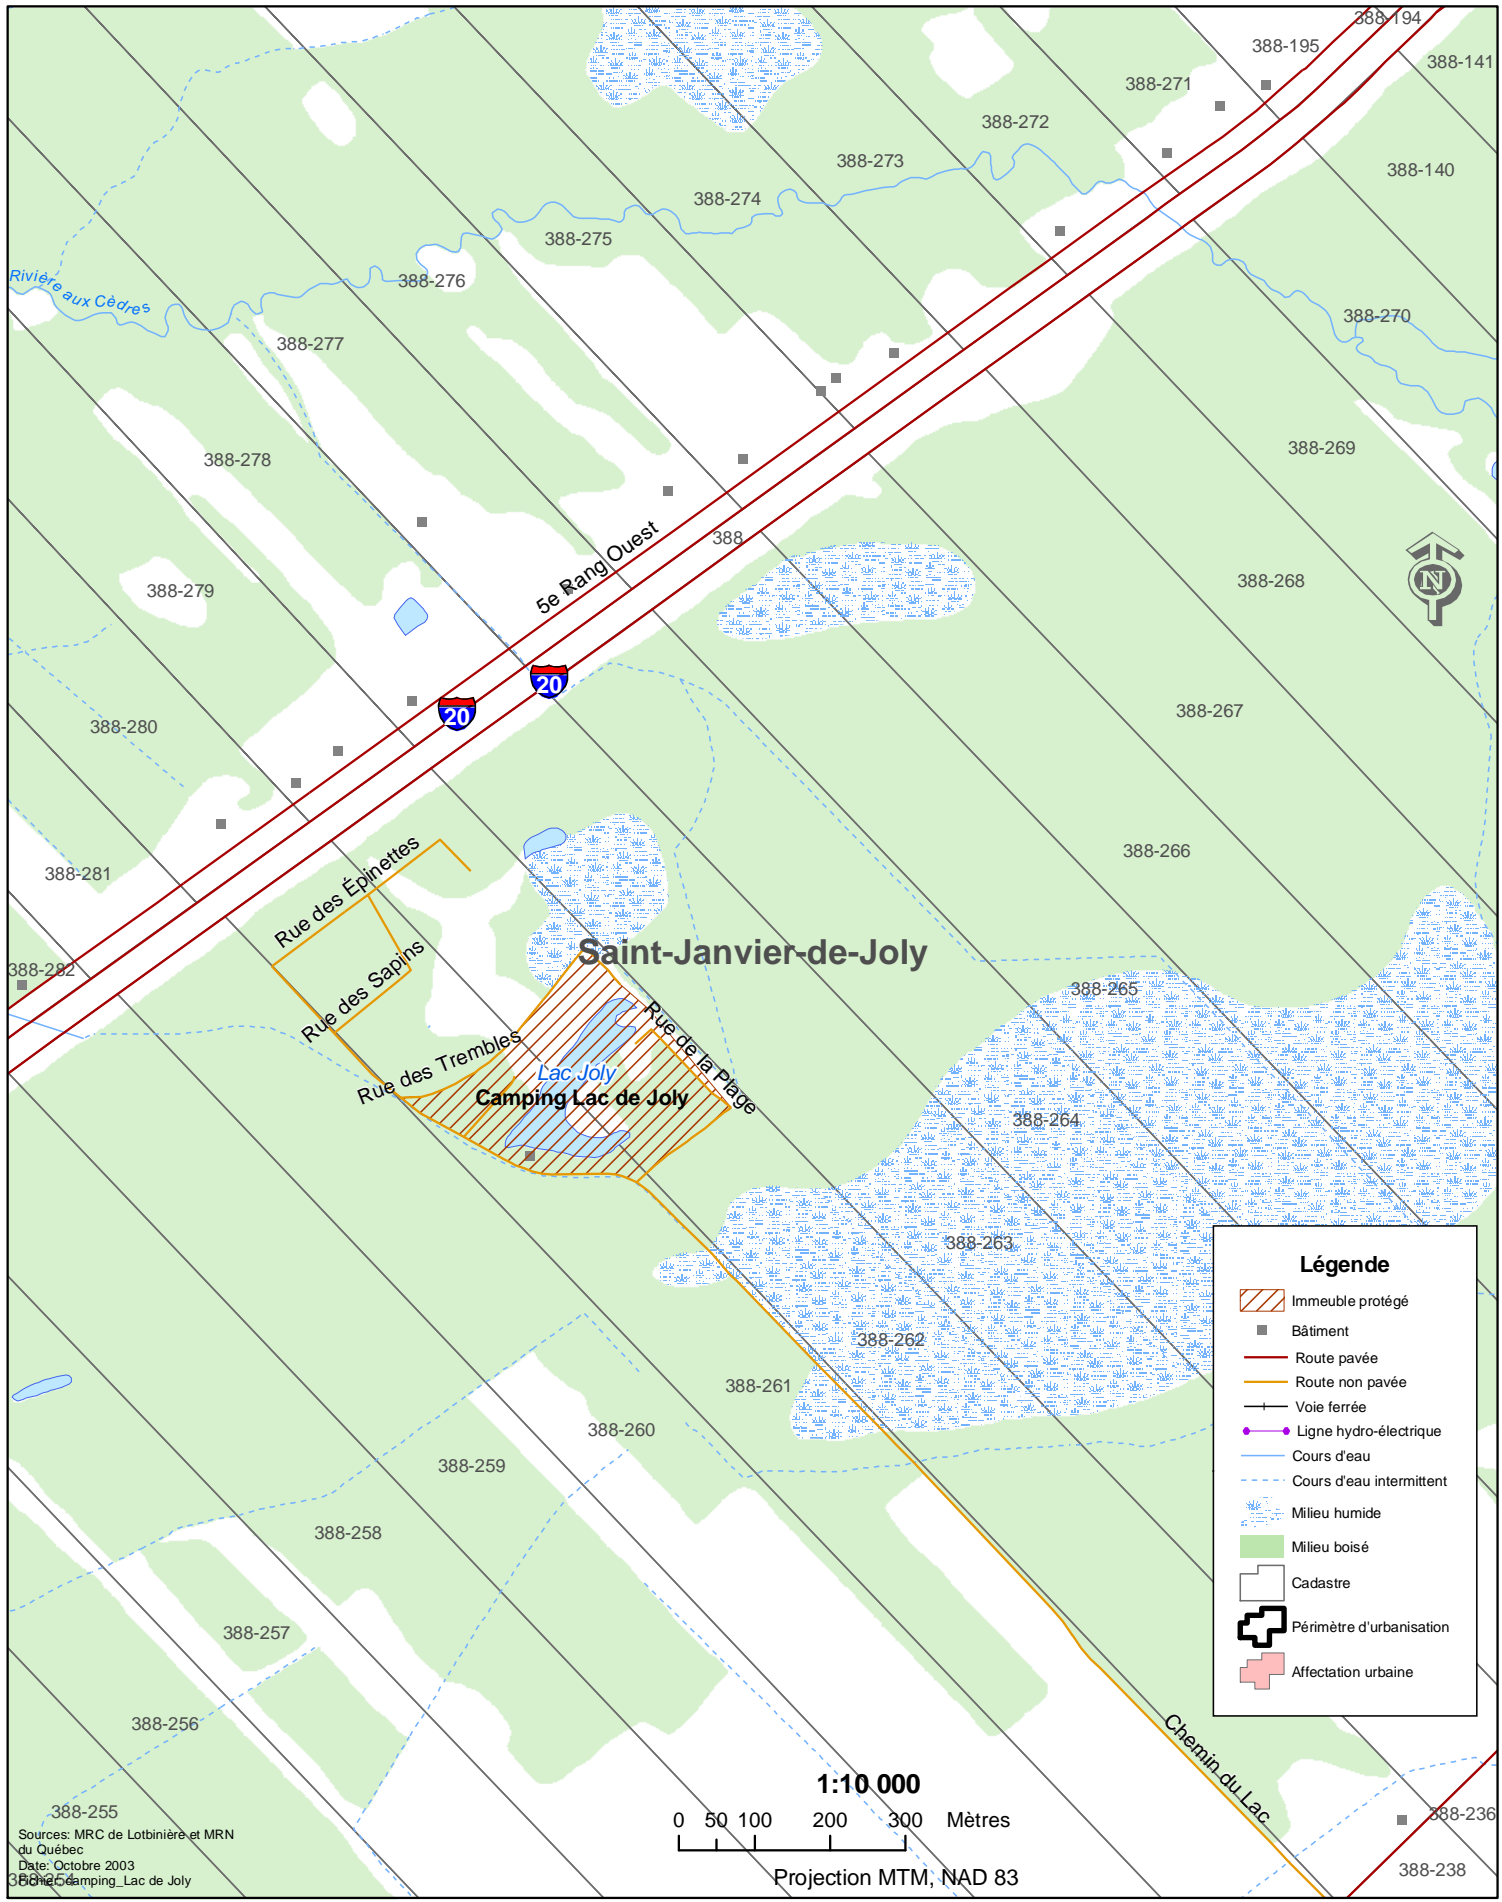 388-194
388-195
388-141
388-271
388-272
388-273
388-140
388-274
388-275
388-276
Rivière aux Cèdres
388-270
388-277
388-269
388-278
388
5e Rang Ouest
388-268
N
388-279
20
20
388-267
388-280
388-266
388-281
Rue des Épinettes
Saint-Janvier-de-Joly
388-282
Rue des Sapins
388-265
Rue de la Plage
Rue des Trembles
Lac Joly
Camping Lac de Joly
388-264
388-263
388-262
388-261
388-260
388-259
388-258
388-257
388-256
388-255
Chemin du Lac
388-236
388-238
388-254
Légende
Immeuble protégé
Bâtiment
Route pavée
Route non pavée
Voie ferrée
Ligne hydro-électrique
Cours d'eau
Cours d'eau intermittent
Milieu humide
Milieu boisé
Cadastre
Périmètre d'urbanisation
Affectation urbaine
1:10 000
0 50 100 200 300 Mètres
Projection MTM, NAD 83
Sources: MRC de Lotbinière et MRN
du Québec
Date: Octobre 2003
Fichier: camping_Lac de Joly